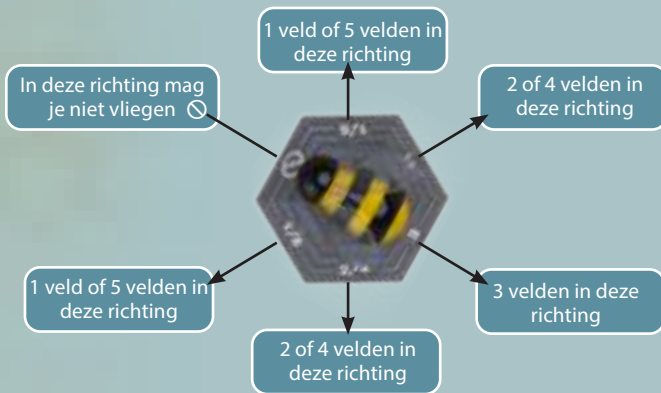 1 veld of 5 velden in
deze richting
In deze richting mag
je niet vliegen
2 of 4 velden in
deze richting
1 veld of 5 velden in
deze richting
3 velden in deze
richting
2 of 4 velden in
deze richting